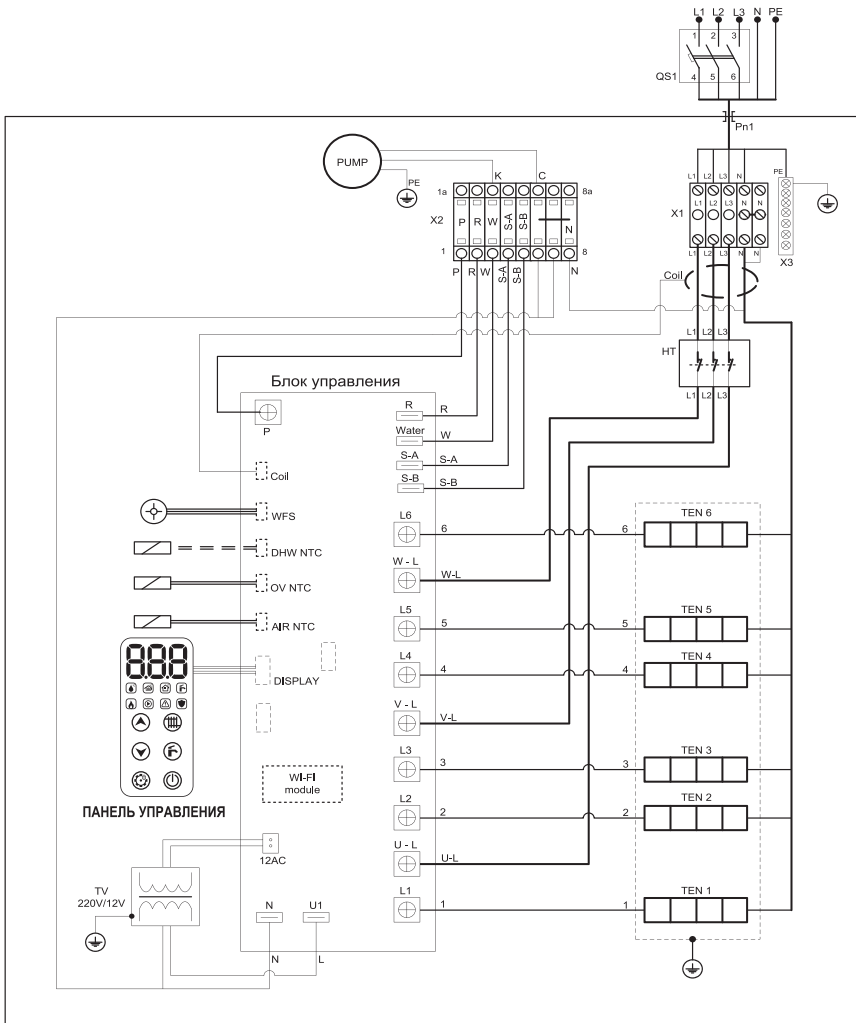 L1 L2 L3 N PE
1 2 3
QS1
4 5 6
Pn1
PUMP
PE
K C
1a 8a
X2
P R W S-A S-B N
1 8
P R W S-A S-B N
L1 L2 L3 N PE
X1
L1 L2 L3 N N
L1 L2 L3 N N
X3
Coil
L1 L2 L3
HT
L1 L2 L3
Блок управления
P
R R
Water W
S-A S-A
S-B S-B
Coil
WFS
DHW NTC
OV NTC
AIR NTC
DISPLAY
888
ПАНЕЛЬ УПРАВЛЕНИЯ
WI-FI
module
12AC
TV
220V/12V
N U1
N L
L6 6 6 TEN 6
W - L W-L
L5 5 5 TEN 5
L4 4 4 TEN 4
V - L V-L
L3 3 3 TEN 3
L2 2 2 TEN 2
U - L U-L
L1 1 1 TEN 1